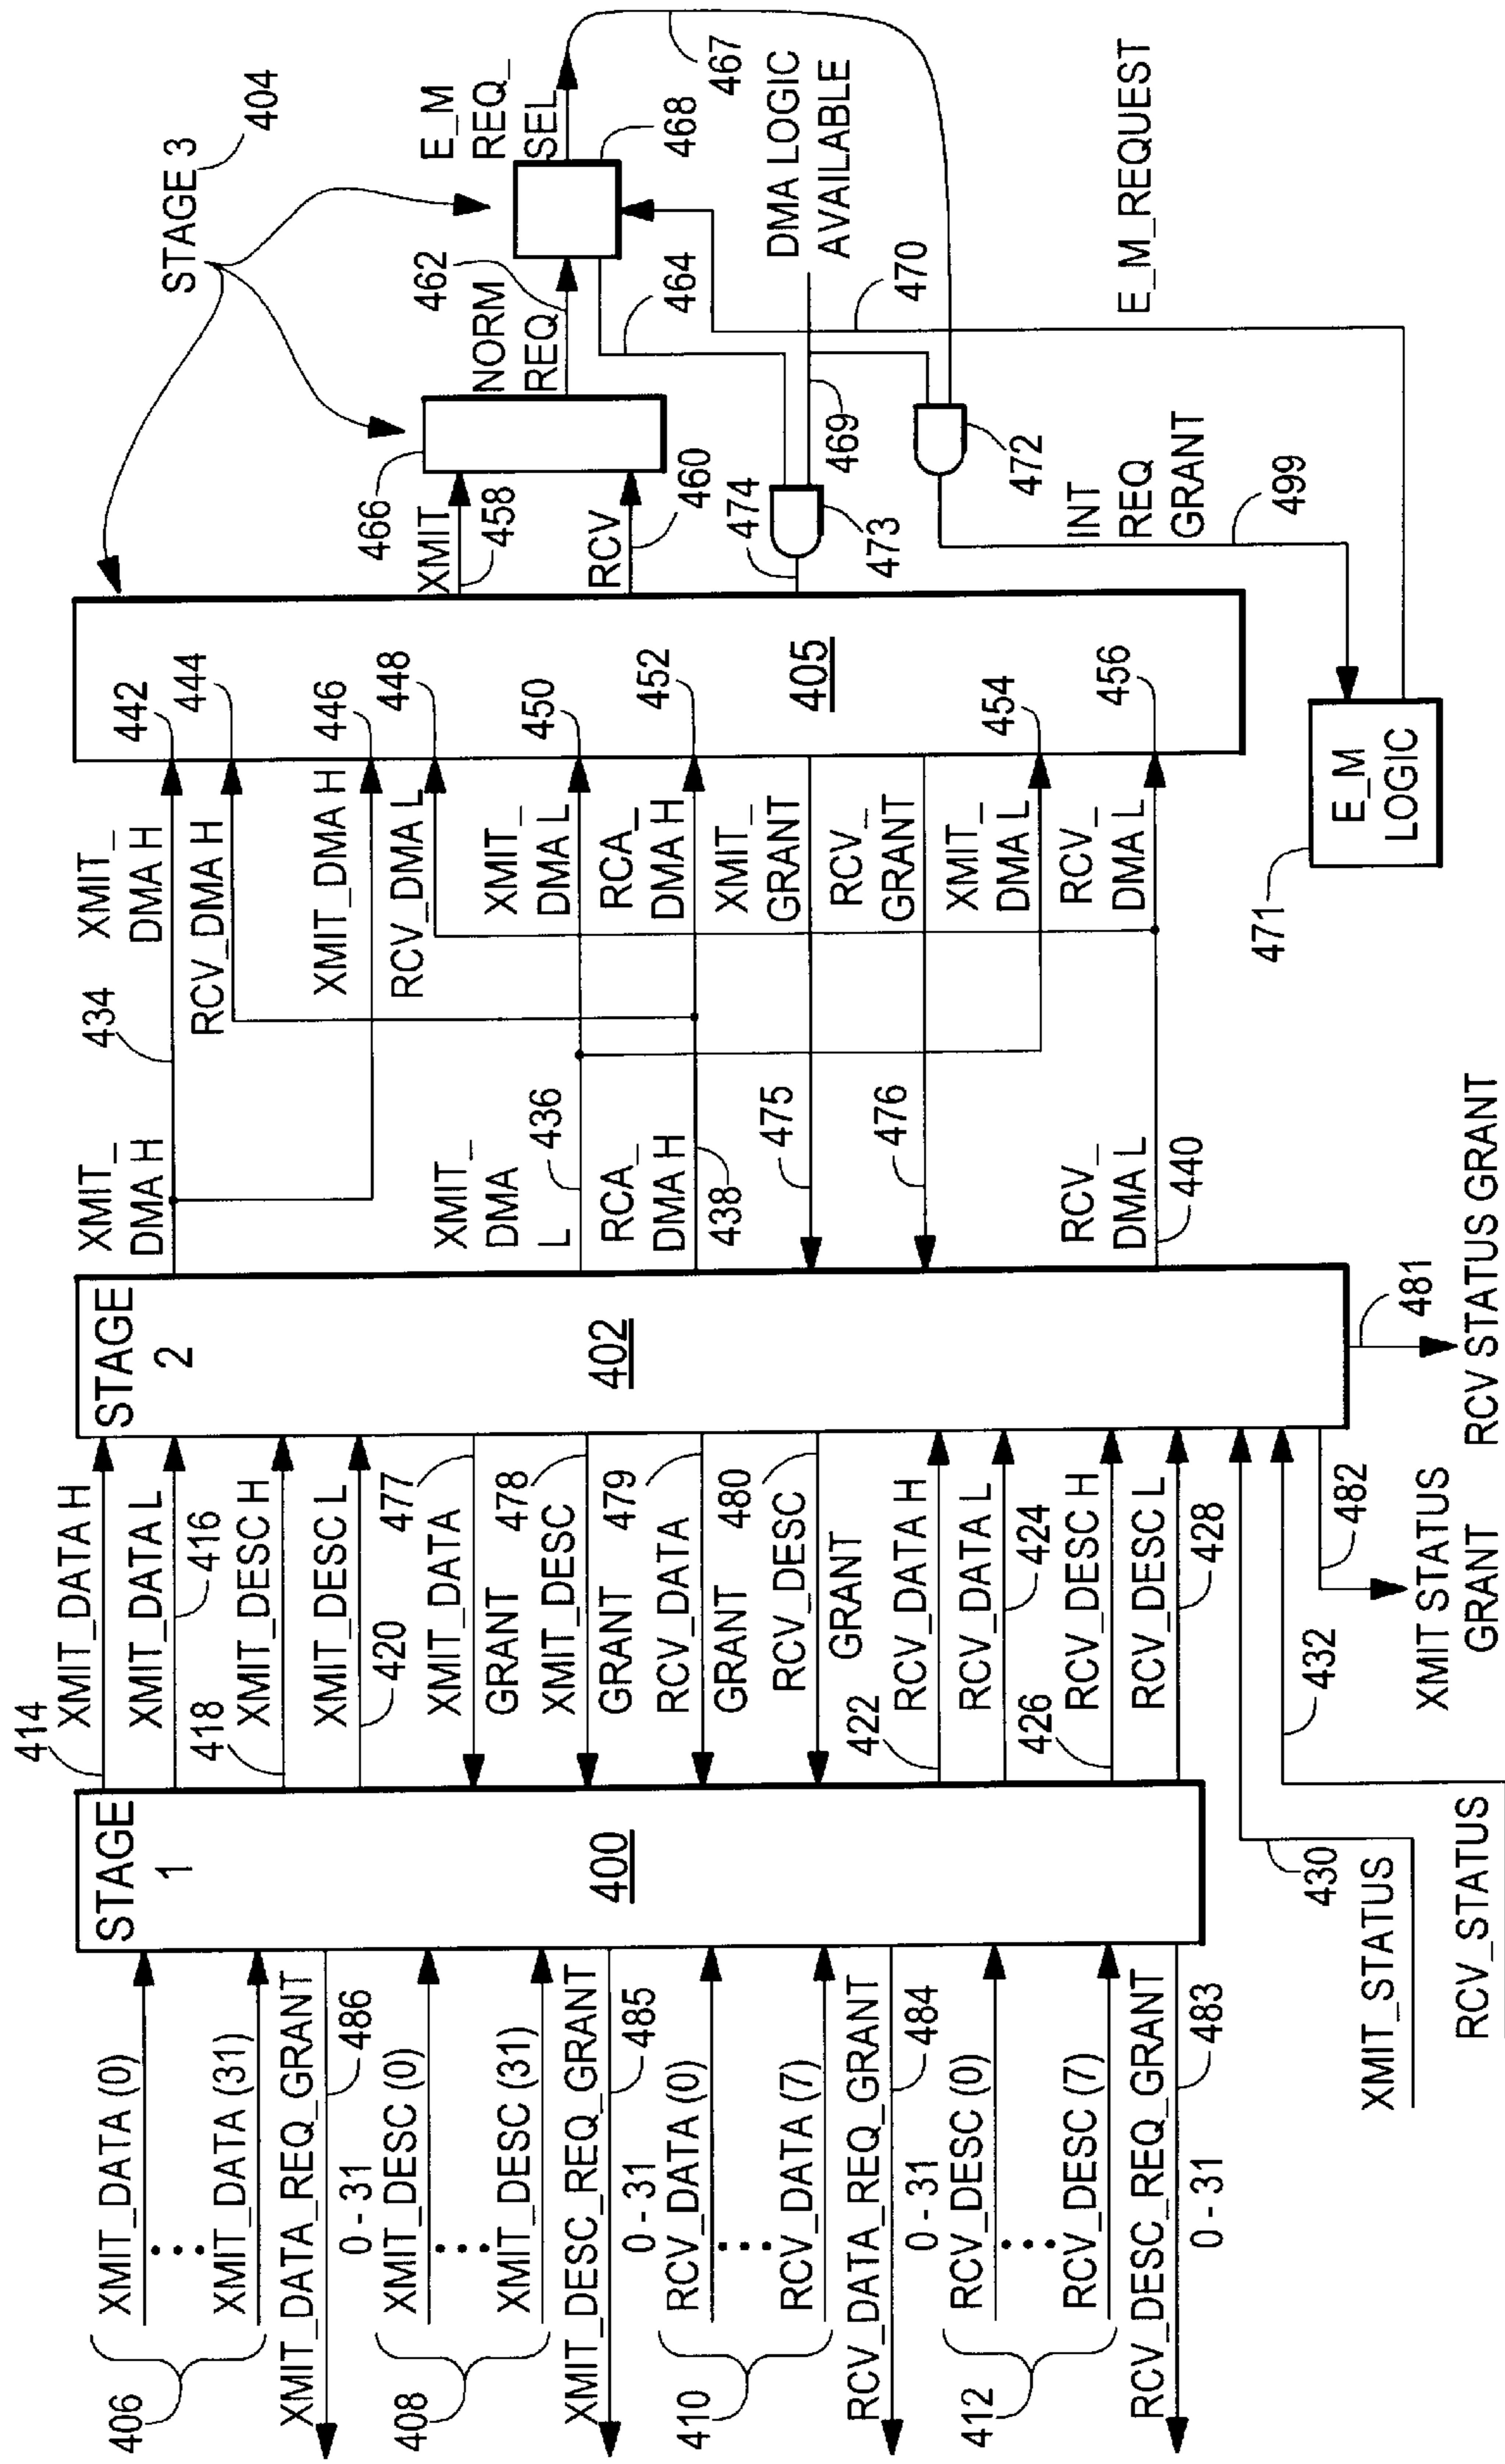 XMIT_DATA (0)
406
XMIT_DATA (31)
XMIT_DATA_REQ_GRANT
486
0 - 31
XMIT_DESC (0)
408
XMIT_DESC (31)
XMIT_DESC_REQ_GRANT
485
0 - 31
RCV_DATA (0)
410
RCV_DATA (7)
RCV_DATA_REQ_GRANT
484
0 - 31
RCV_DESC (0)
412
RCV_DESC (7)
RCV_DESC_REQ_GRANT
483
0 - 31
STAGE
1
400
414
XMIT_DATA H
XMIT_DATA L
416
418
XMIT_DESC H
XMIT_DESC L
420
477
XMIT_DATA
GRANT
478
XMIT_DESC
GRANT
479
RCV_DATA
GRANT
480
RCV_DESC
GRANT
422
RCV_DATA H
RCV_DATA L
424
426
RCV_DESC H
RCV_DESC L
428
430
XMIT_STATUS
432
RCV_STATUS
482
XMIT STATUS
GRANT
481
RCV STATUS GRANT
STAGE
2
402
XMIT_
DMA H
434
XMIT_
DMA H
RCV_DMA H
XMIT_DMA H
RCV_DMA L
XMIT_
DMA
L
436
XMIT_
DMA L
RCA_
DMA H
438
RCA_
DMA H
475
XMIT_
GRANT
476
RCV_
GRANT
XMIT_
DMA L
RCV_
DMA L
440
RCV_
DMA L
442
444
446
448
450
452
405
454
456
STAGE 3
404
466
XMIT
458
RCV
460
NORM
REQ
462
464
E_M
REQ_
SEL
468
467
DMA LOGIC
AVAILABLE
469
470
E_M_REQUEST
474
473
472
INT
REQ
GRANT
499
471
E_M
LOGIC